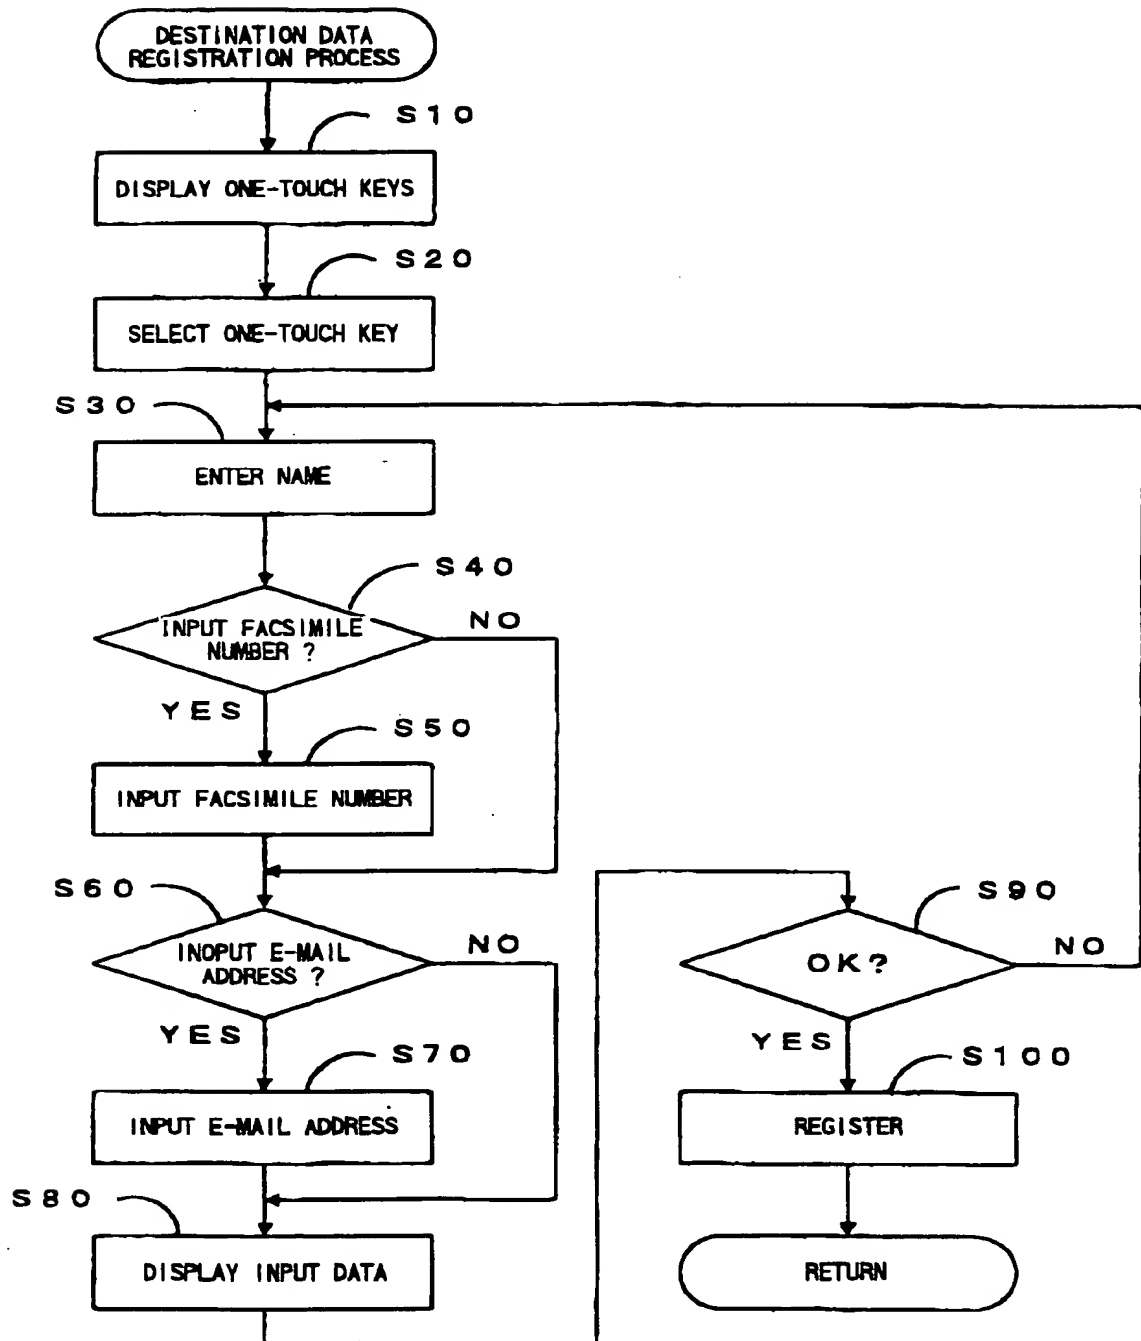 DESTINATION DATA
REGISTRATION PROCESS
S10
DISPLAY ONE-TOUCH KEYS
S20
SELECT ONE-TOUCH KEY
S30
ENTER NAME
S40
INPUT FACSIMILE
NUMBER ?
NO
YES
S50
INPUT FACSIMILE NUMBER
S60
INOPUT E-MAIL
ADDRESS ?
NO
YES
S70
INPUT E-MAIL ADDRESS
S80
DISPLAY INPUT DATA
S90
OK?
NO
YES
S100
REGISTER
RETURN